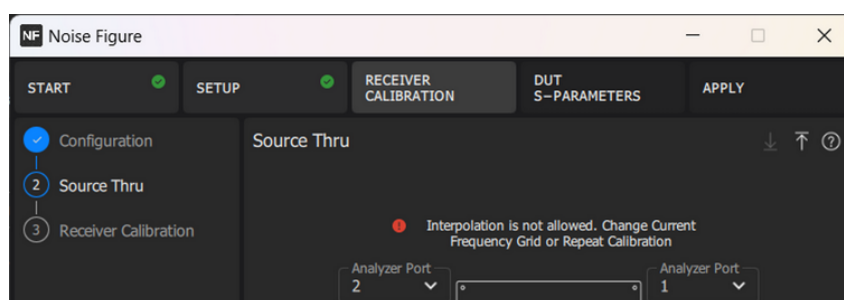 NF Noise Figure
START
SETUP
RECEIVER
CALIBRATION
DUT
S-PARAMETERS
APPLY
Configuration
2 Source Thru
3 Receiver Calibration
Source Thru
Interpolation is not allowed. Change Current
Frequency Grid or Repeat Calibration
Analyzer Port
2
Analyzer Port
1